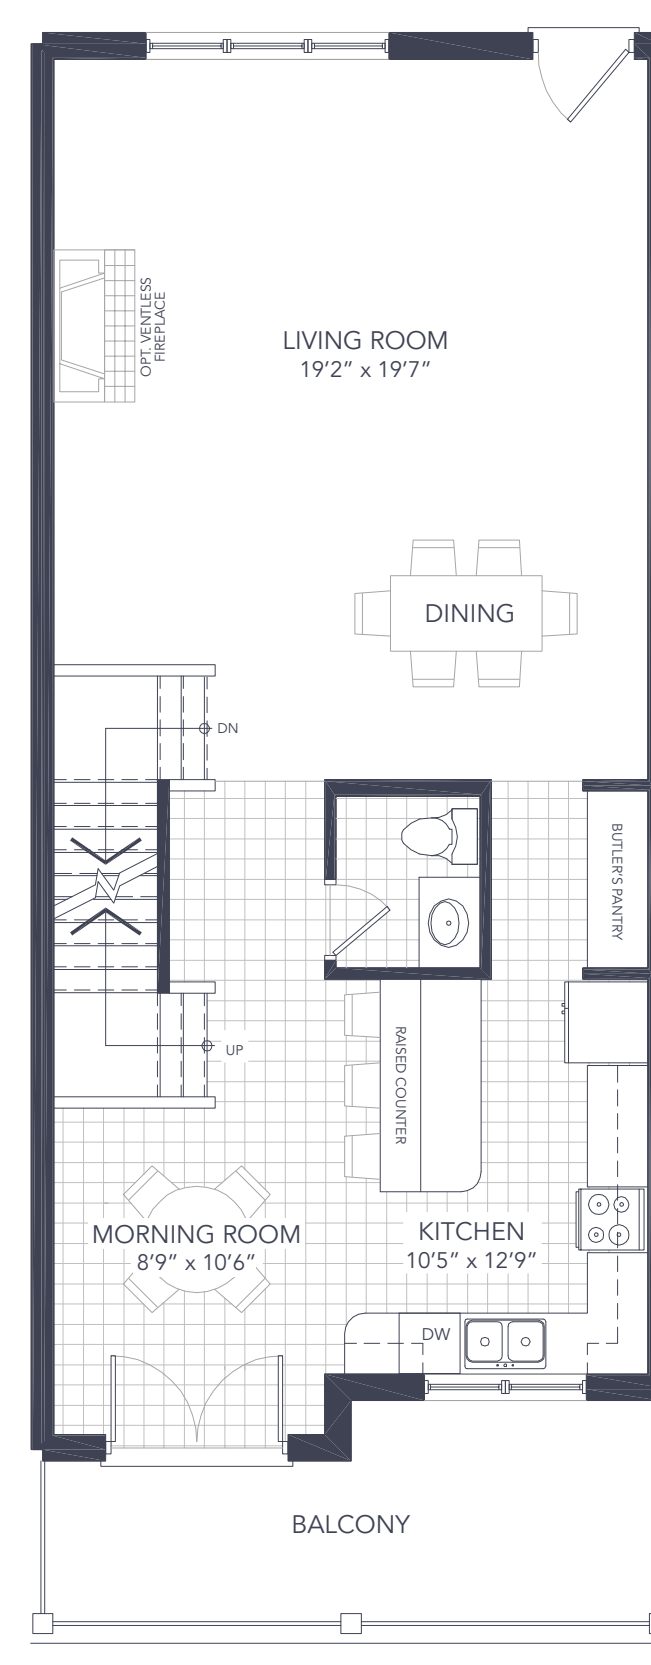 OPT. VENTLESS
FIREPLACE
LIVING ROOM
19’2” x 19’7”
DINING
DN
BUTLER'S PANTRY
UP
RAISED COUNTER
MORNING ROOM
8’9” x 10’6”
KITCHEN
10’5” x 12’9”
DW
BALCONY